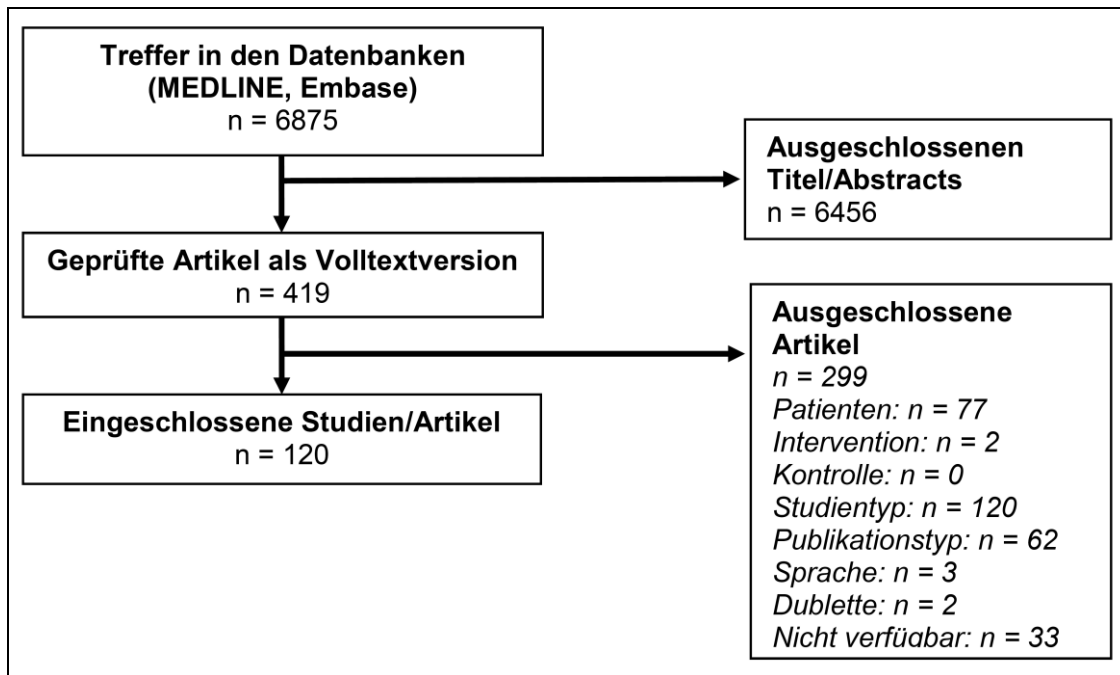 Treffer in den Datenbanken
(MEDLINE, Embase)
n = 6875
Ausgeschlossenen
Titel/Abstracts
n = 6456
Geprüfte Artikel als Volltextversion
n = 419
Ausgeschlossene
Artikel
n = 299
Patienten: n = 77
Intervention: n = 2
Kontrolle: n = 0
Studientyp: n = 120
Publikationstyp: n = 62
Sprache: n = 3
Dublette: n = 2
Nicht verfügbar: n = 33
Eingeschlossene Studien/Artikel
n = 120